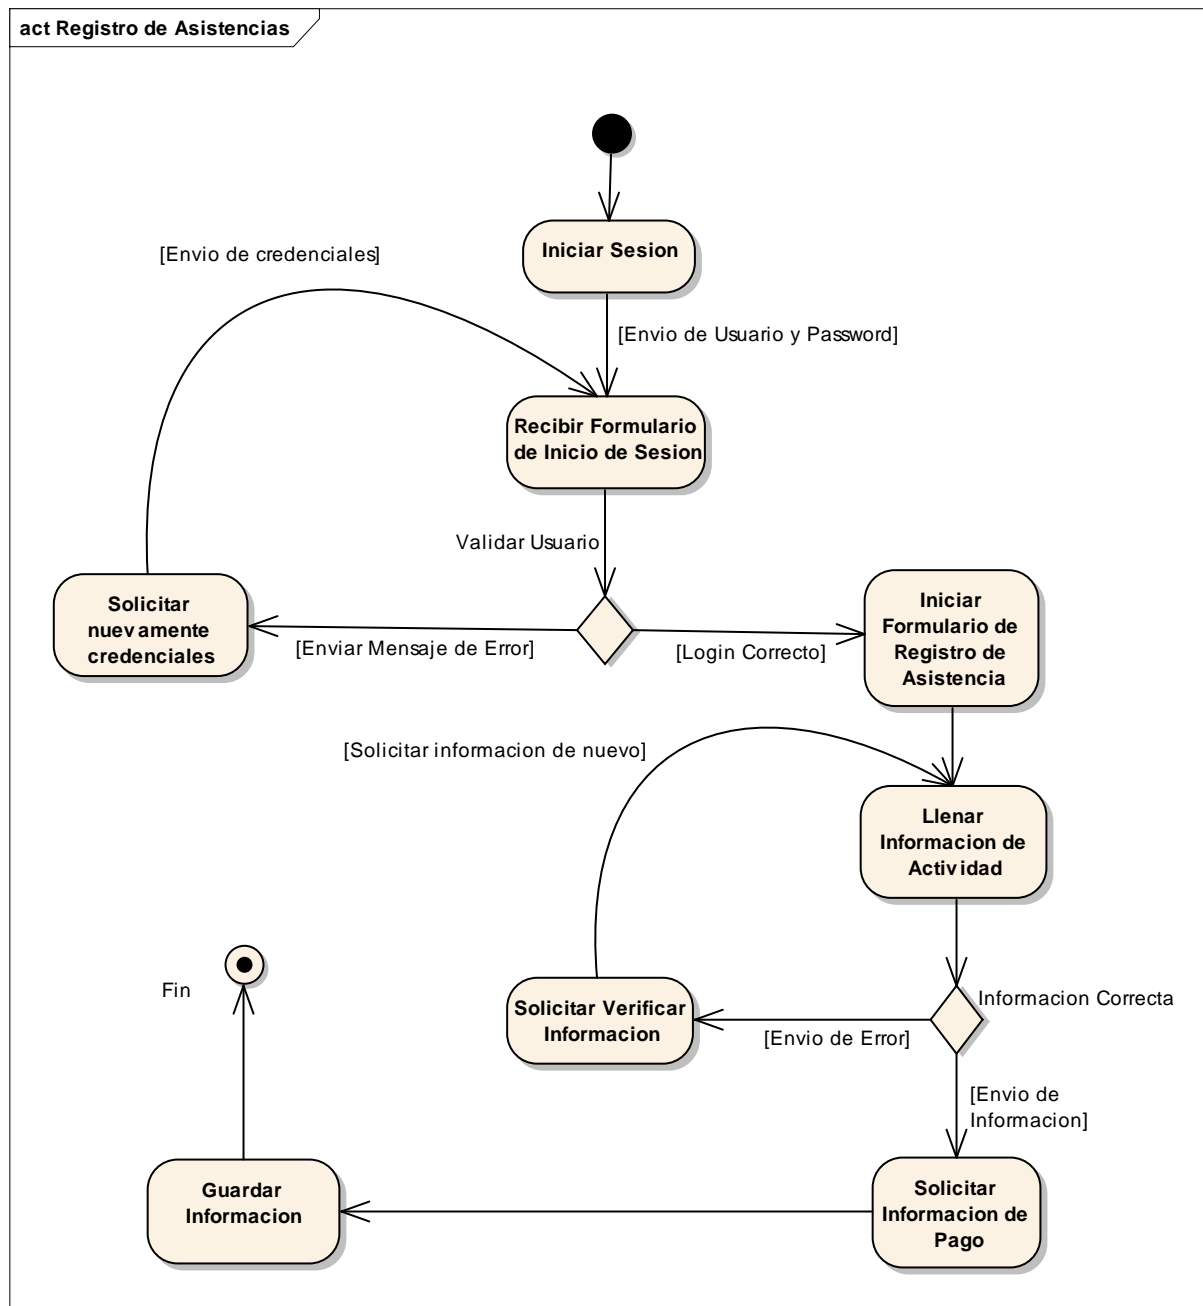 act Registro de Asistencias
Iniciar Sesion
[Envio de credenciales]
[Envio de Usuario y Password]
Recibir Formulario
de Inicio de Sesion
Validar Usuario
Solicitar
nuevamente
credenciales
[Enviar Mensaje de Error]
[Login Correcto]
Iniciar
Formulario de
Registro de
Asistencia
[Solicitar informacion de nuevo]
Llenar
Informacion de
Actividad
Fin
Solicitar Verificar
Informacion
[Envio de Error]
Informacion Correcta
[Envio de
Informacion]
Guardar
Informacion
Solicitar
Informacion de
Pago